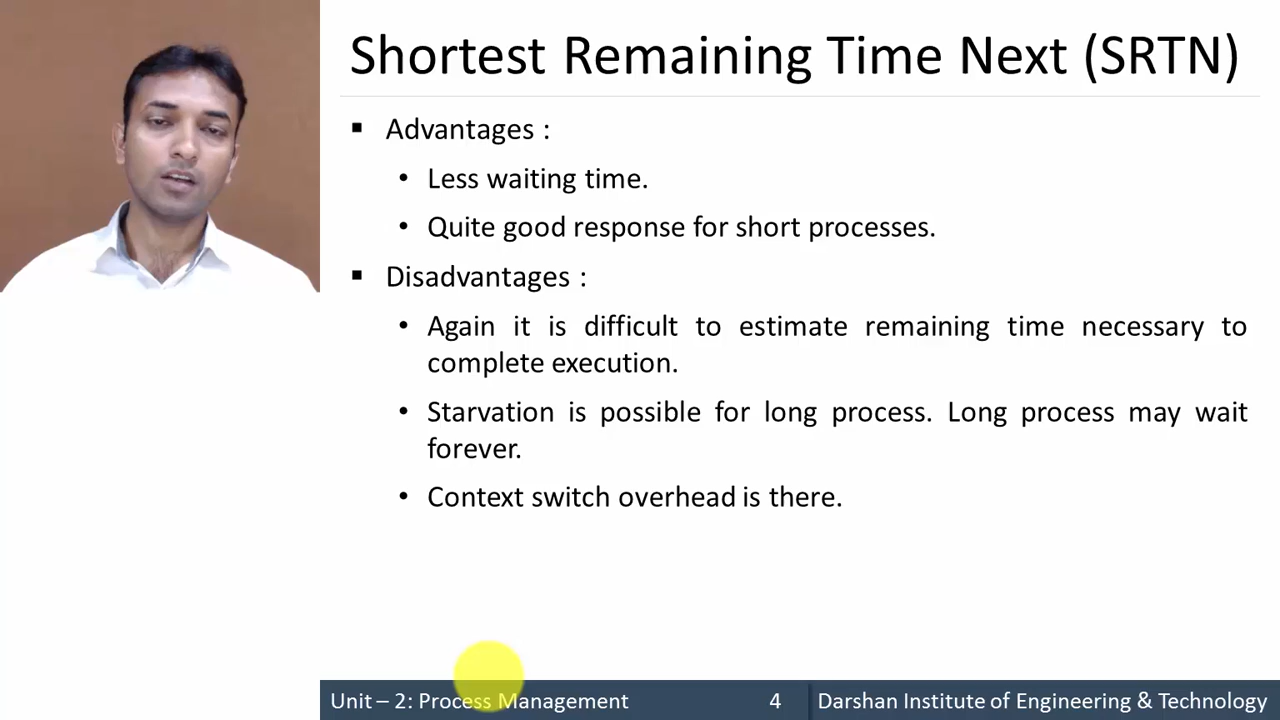 Shortest Remaining Time Next (SRTN)
▪ Advantages :
• Less waiting time.
• Quite good response for short processes.
▪ Disadvantages :
• Again it is difficult to estimate remaining time necessary to
complete execution.
• Starvation is possible for long process. Long process may wait
forever.
• Context switch overhead is there.
Unit – 2: Process Management 4 Darshan Institute of Engineering & Technology